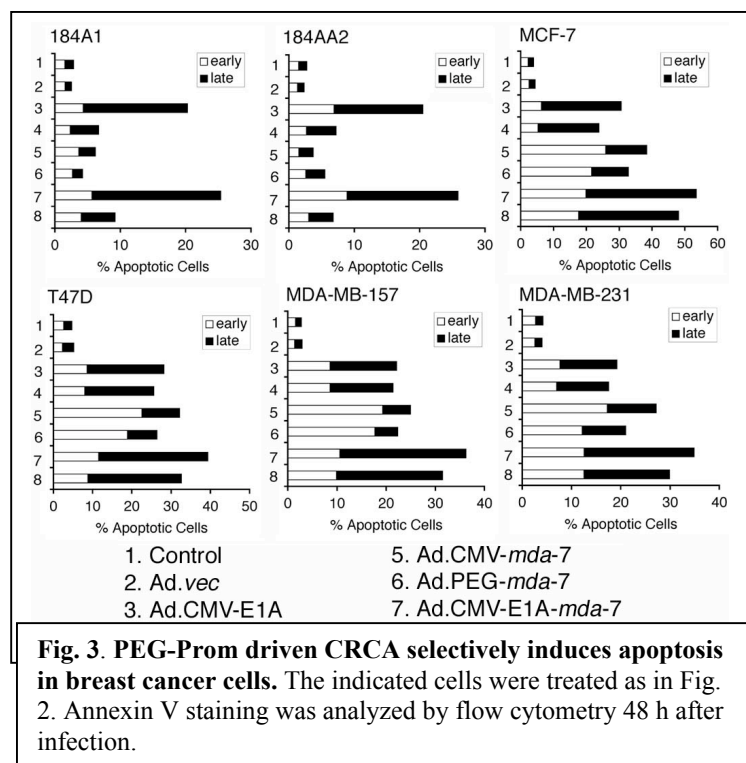 184A1
early
late
1
2
3
4
5
6
7
8
0 10 20 30
% Apoptotic Cells
184AA2
early
late
1
2
3
4
5
6
7
8
0 10 20 30
% Apoptotic Cells
MCF-7
early
late
1
2
3
4
5
6
7
8
0 10 20 30 40 50 60
% Apoptotic Cells
T47D
early
late
1
2
3
4
5
6
7
8
0 10 20 30 40 50
% Apoptotic Cells
MDA-MB-157
early
late
1
2
3
4
5
6
7
8
0 10 20 30 40
% Apoptotic Cells
MDA-MB-231
early
late
1
2
3
4
5
6
7
8
0 10 20 30 40
% Apoptotic Cells
1. Control
2. Ad.vec
3. Ad.CMV-E1A
5. Ad.CMV-mda-7
6. Ad.PEG-mda-7
7. Ad.CMV-E1A-mda-7
Fig. 3. PEG-Prom driven CRCA selectively induces apoptosis
in breast cancer cells. The indicated cells were treated as in Fig.
2. Annexin V staining was analyzed by flow cytometry 48 h after
infection.